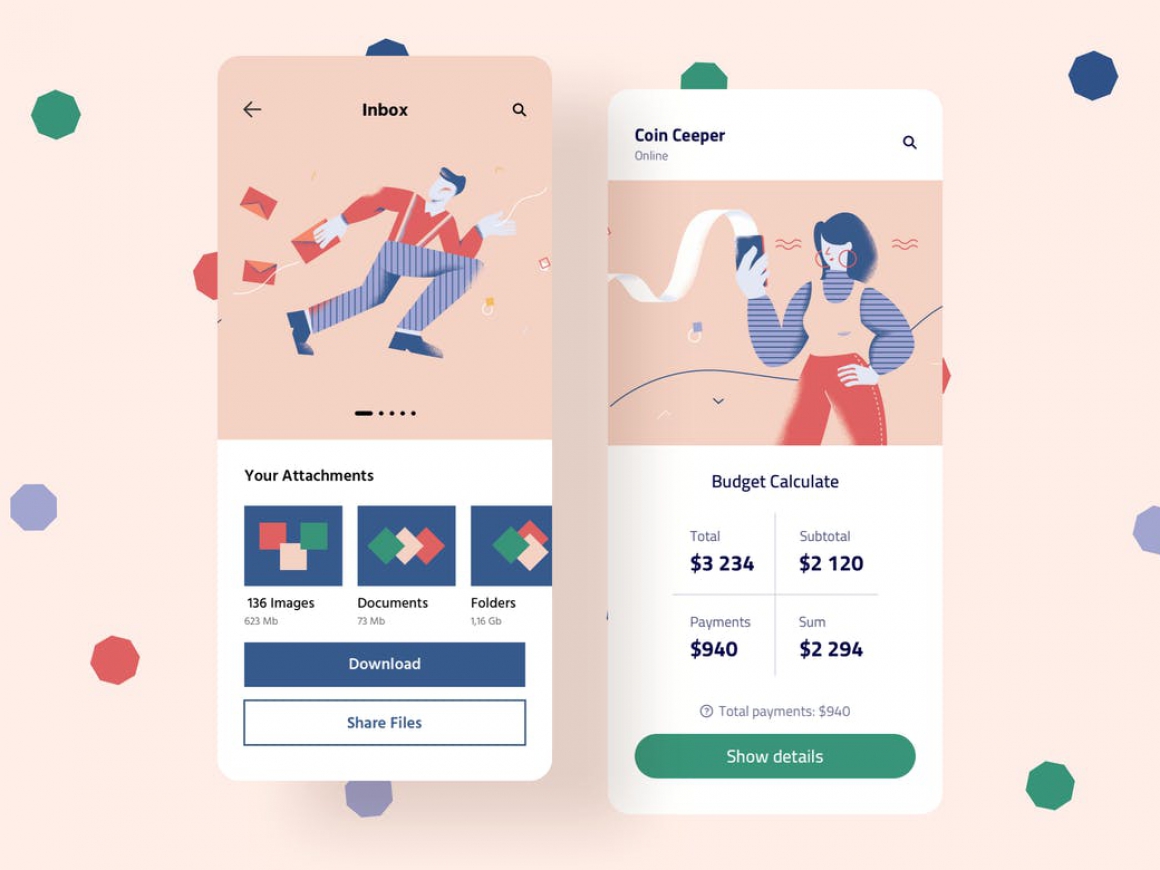 Inbox
Your Attachments
136 Images
623 Mb
Documents
73 Mb
Folders
1,16 Gb
Download
Share Files
Coin Ceeper
Online
Budget Calculate
Total
$3 234
Subtotal
$2 120
Payments
$940
Sum
$2 294
Total payments: $940
Show details